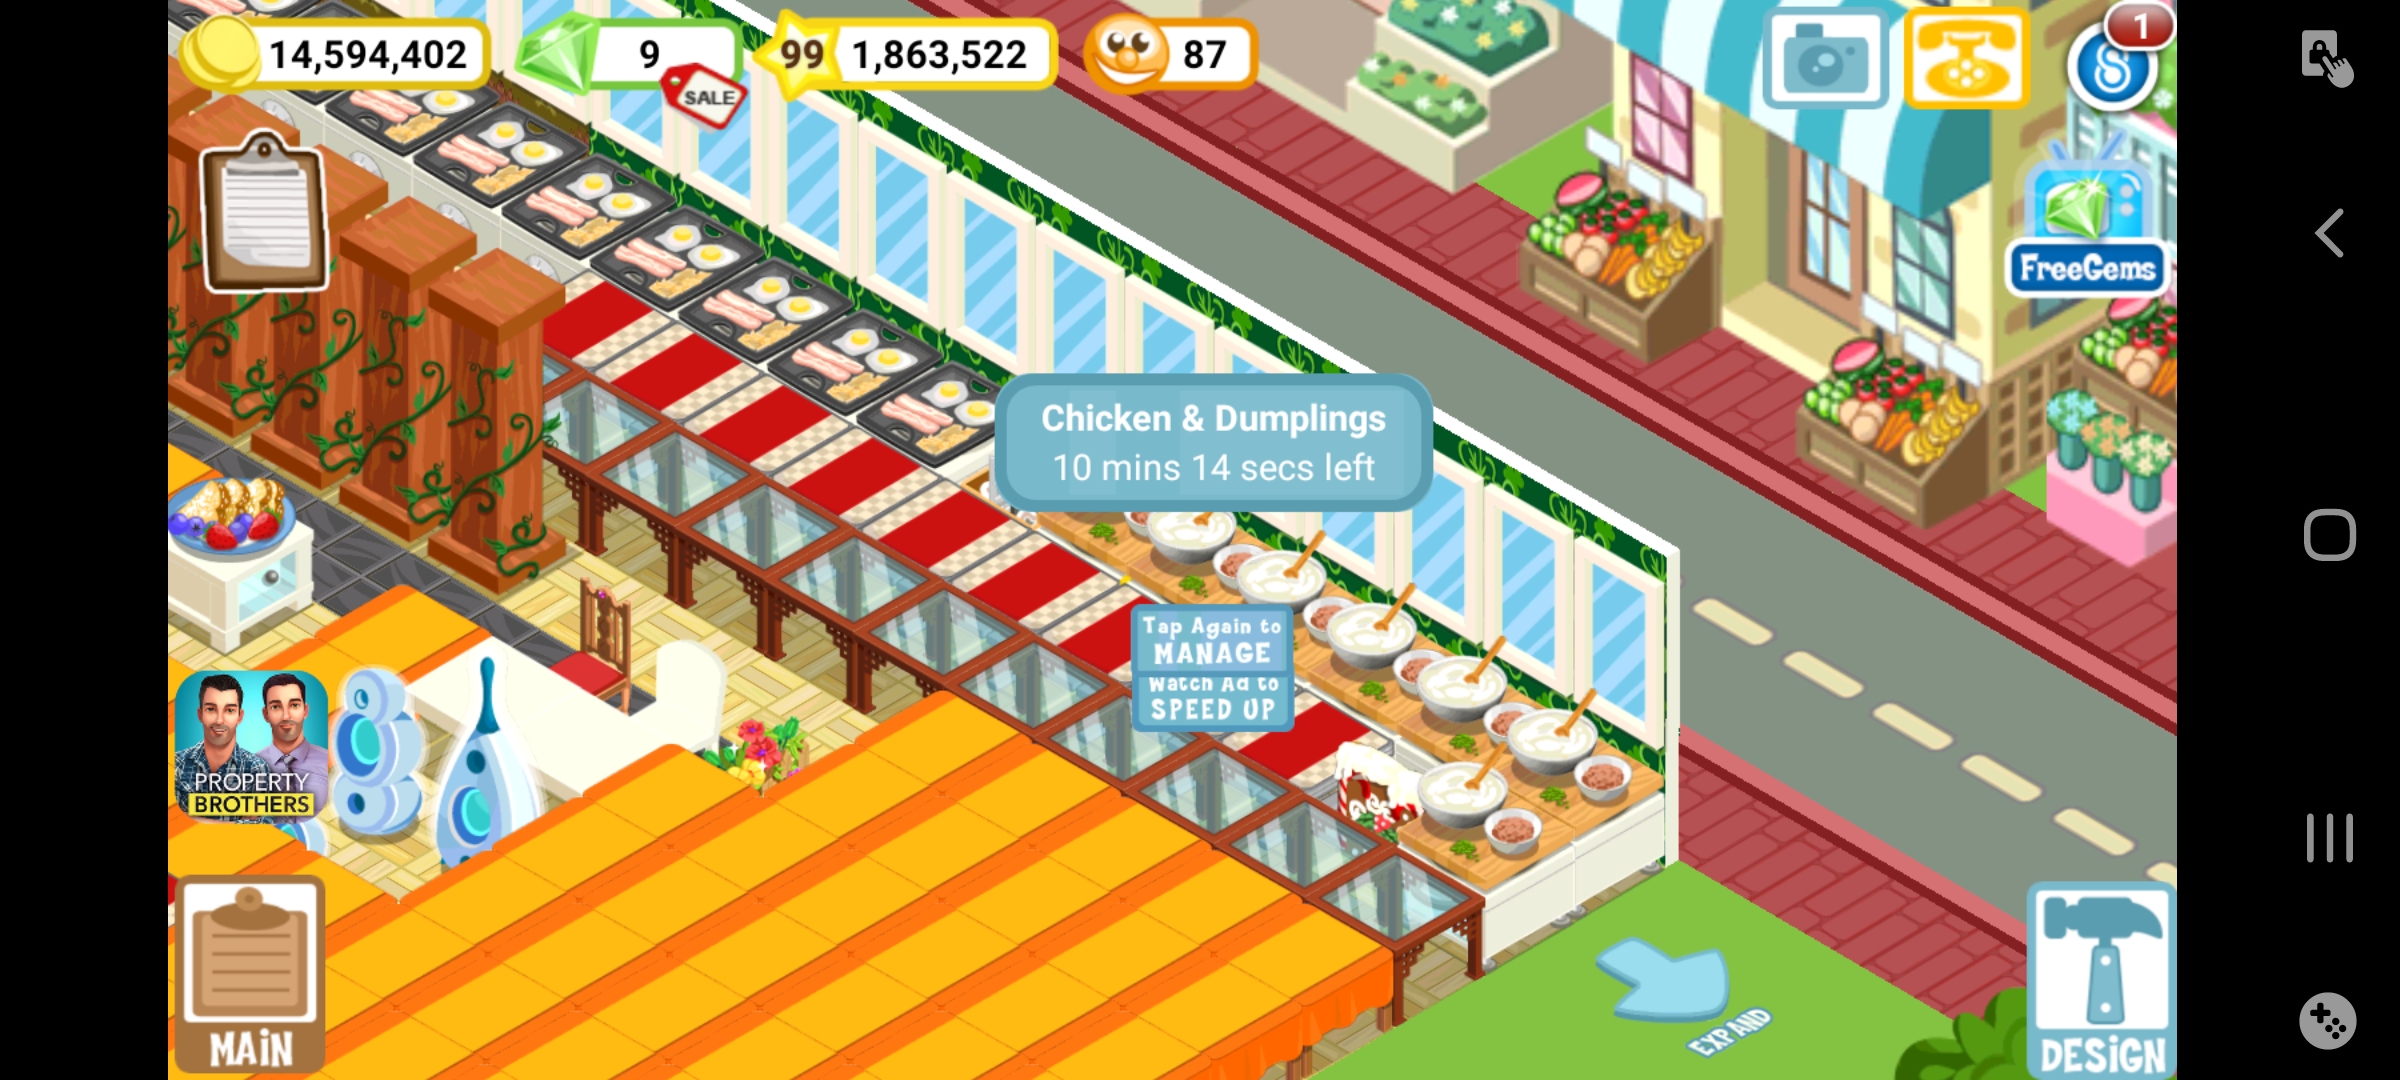 14,594,402
9
SALE
99
1,863,522
87
1
FreeGems
Chicken & Dumplings
10 mins 14 secs left
Tap Again to
MANAGE
Watch Ad to
SPEED UP
PROPERTY
BROTHERS
MAIN
EXPAND
DESIGN